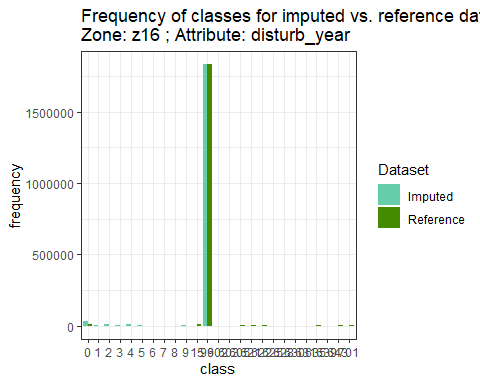 Frequency of classes for imputed vs. reference dat
Zone: z16 ; Attribute: disturb_year
frequency
1500000
1000000
500000
0
0 1 2 3 4 5 6 7 8 9
class
Dataset
Imputed
Reference